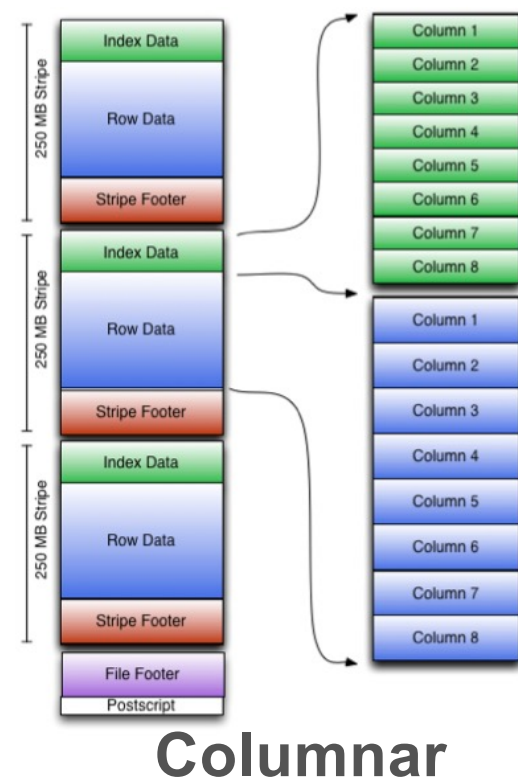 250 MB Stripe
Index Data
Row Data
Stripe Footer
250 MB Stripe
Index Data
Row Data
Stripe Footer
250 MB Stripe
Index Data
Row Data
Stripe Footer
File Footer
Postscript
Column 1
Column 2
Column 3
Column 4
Column 5
Column 6
Column 7
Column 8
Column 1
Column 2
Column 3
Column 4
Column 5
Column 6
Column 7
Column 8
Columnar